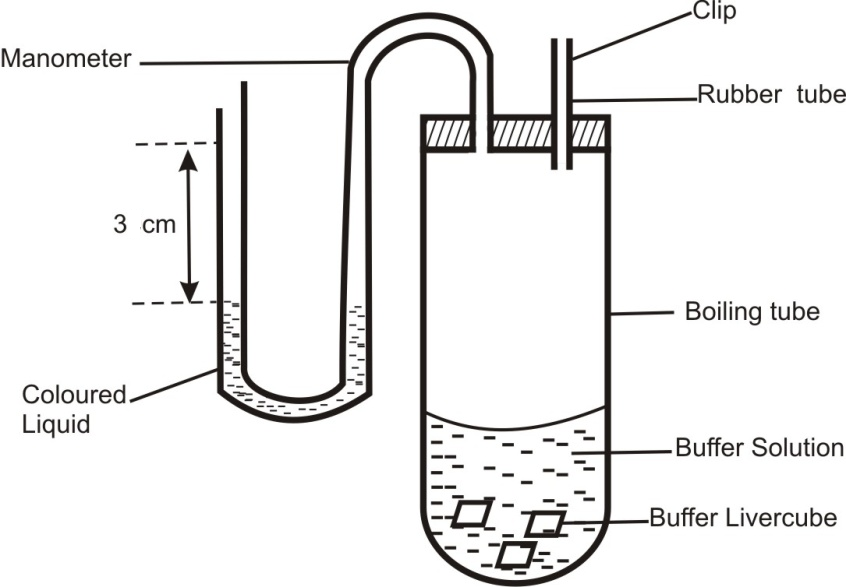 Clip
Manometer
Rubber tube
3 cm
Boiling tube
Coloured
Liquid
Buffer Solution
Buffer Livercube